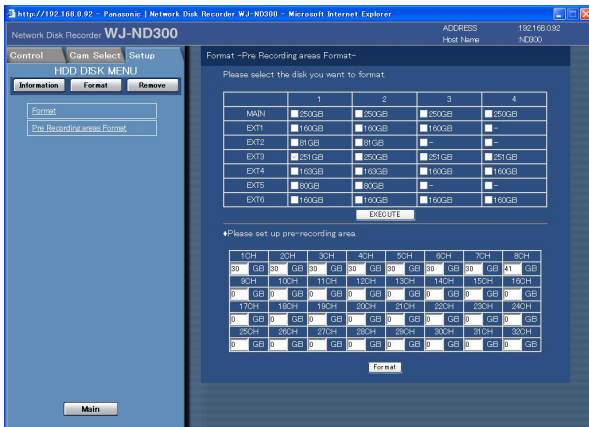 http://192.168.0.92 - Panasonic | Network Disk Recorder WJ-ND300 - Microsoft Internet Explorer
Network Disk Recorder WJ-ND300
ADDRESS :192.168.0.92
Host Name :ND300
Control Cam Select Setup
HDD DISK MENU
Information Format Remove
Format
Pre Recording areas Format
Main
Format -Pre Recording areas Format-
Please select the disk you want to format.
1 2 3 4
MAIN 250GB 250GB 250GB 250GB
EXT1 160GB 160GB 160GB -
EXT2 81GB 81GB - -
EXT3 251GB 250GB 251GB 251GB
EXT4 163GB 163GB 160GB 160GB
EXT5 80GB 80GB - -
EXT6 160GB 160GB 160GB 160GB
EXECUTE
♦Please set up pre-recording area.
1CH 2CH 3CH 4CH 5CH 6CH 7CH 8CH
30 GB 30 GB 30 GB 30 GB 30 GB 30 GB 30 GB 41 GB
9CH 10CH 11CH 12CH 13CH 14CH 15CH 16CH
0 GB 0 GB 0 GB 0 GB 0 GB 0 GB 0 GB 0 GB
17CH 18CH 19CH 20CH 21CH 22CH 23CH 24CH
0 GB 0 GB 0 GB 0 GB 0 GB 0 GB 0 GB 0 GB
25CH 26CH 27CH 28CH 29CH 30CH 31CH 32CH
0 GB 0 GB 0 GB 0 GB 0 GB 0 GB 0 GB 0 GB
Format